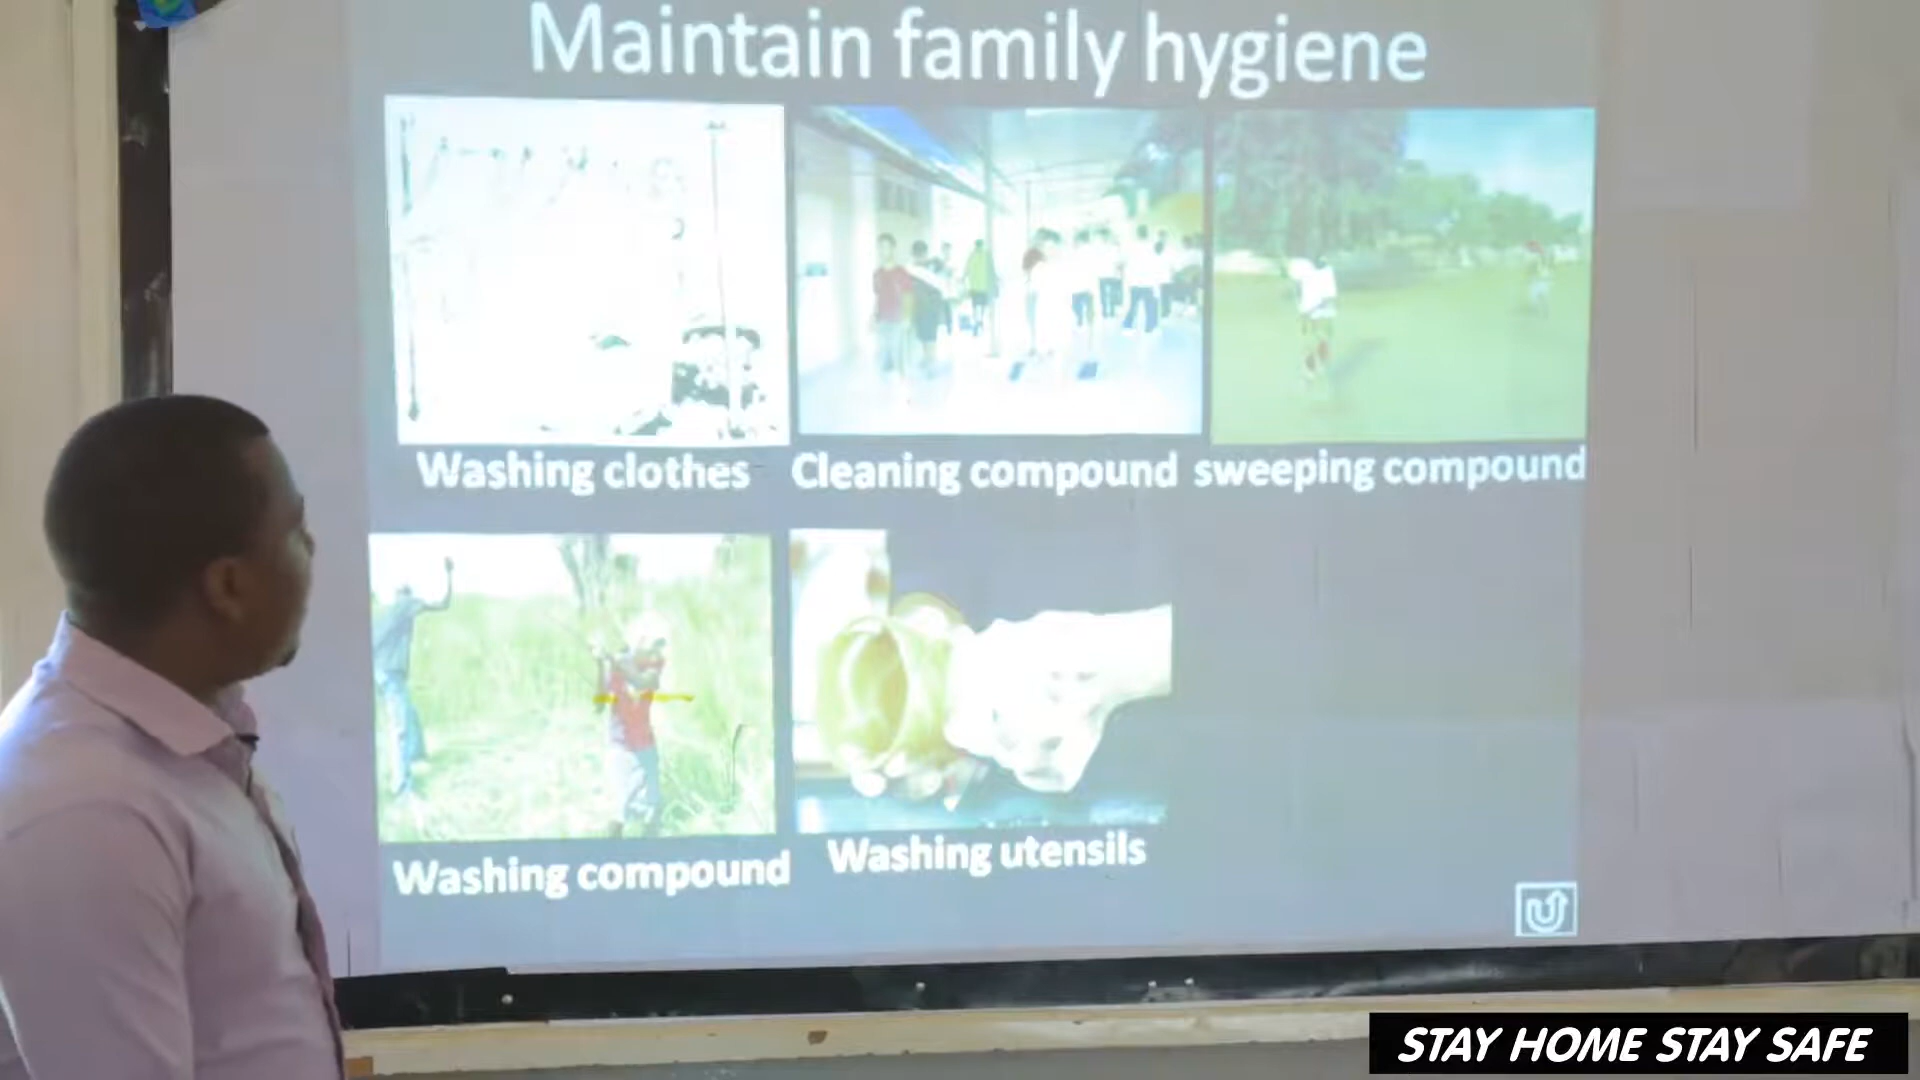 Maintain family hygiene
Washing clothes
Cleaning compound
sweeping compound
Washing compound
Washing utensils
STAY HOME STAY SAFE